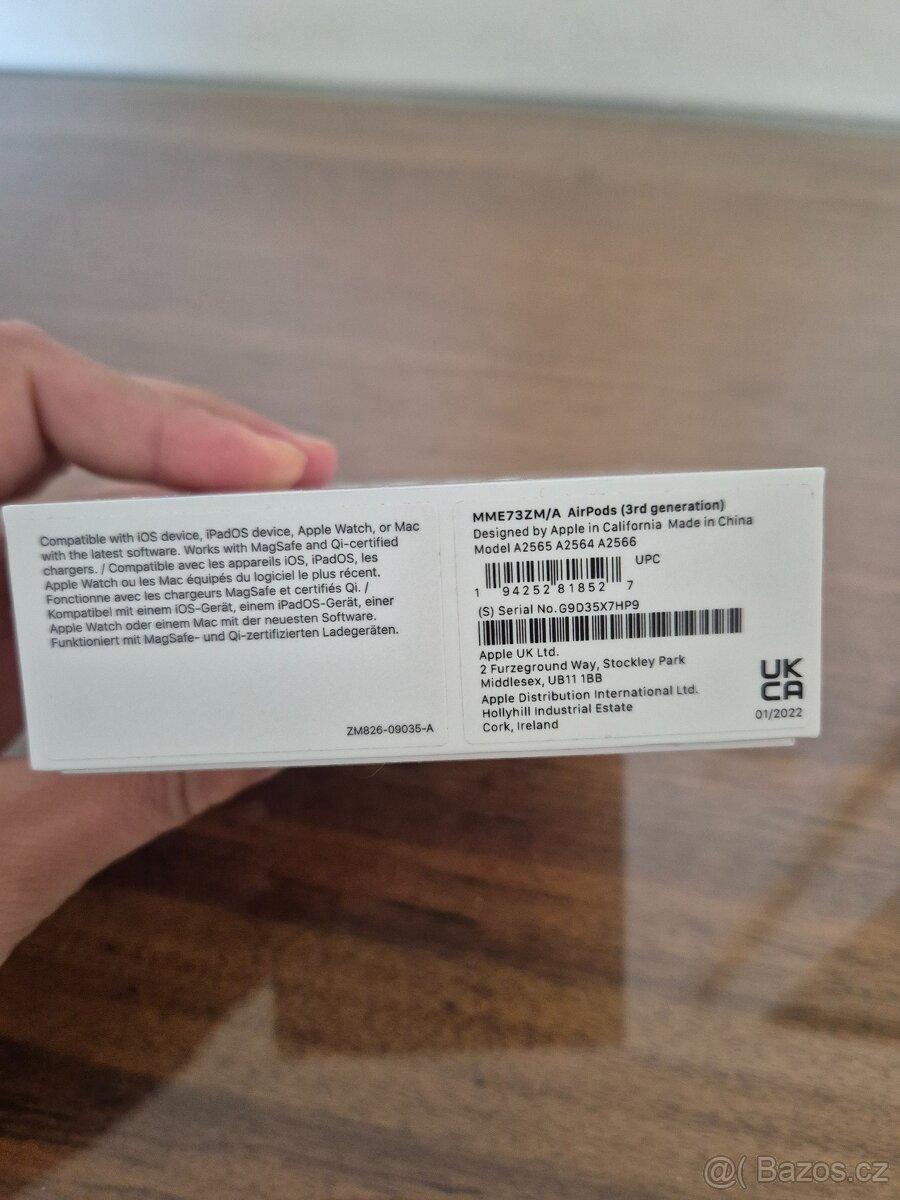 Compatible with iOS device, iPadOS device, Apple Watch, or Mac
with the latest software. Works with MagSafe and Qi-certified
chargers. / Compatible avec les appareils iOS, iPadOS, les
Apple Watch ou les Mac équipés du logiciel le plus récent.
Fonctionne avec les chargeurs MagSafe et certifiés Qi. /
Kompatibel mit einem iOS-Gerät, einem iPadOS-Gerät, einer
Apple Watch oder einem Mac mit der neuesten Software.
Funktioniert mit MagSafe- und Qi-zertifizierten Ladegeräten.
ZM826-09035-A
MME73ZM/A AirPods (3rd generation)
Designed by Apple in California Made in China
Model A2565 A2564 A2566
UPC
1 94252 81852 7
(S) Serial No. G9D35X7HP9
Apple UK Ltd.
2 Furzeground Way, Stockley Park
Middlesex, UB11 1BB
Apple Distribution International Ltd.
Hollyhill Industrial Estate
Cork, Ireland
UK
CA
01/2022
@( Bazos.cz